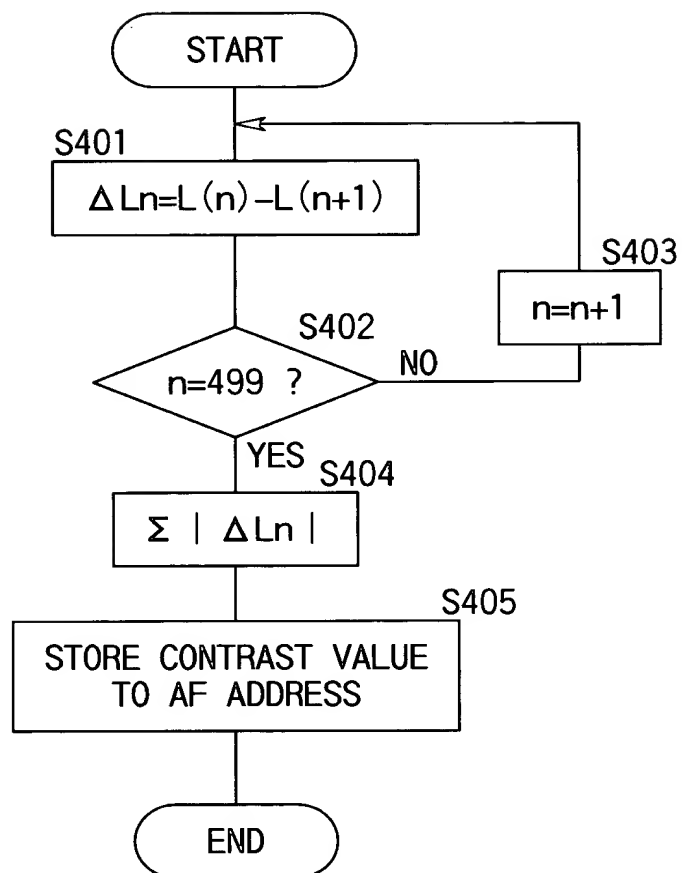 START
S401
ΔLn=L(n)-L(n+1)
S403
n=n+1
S402
n=499 ?
NO
YES
S404
Σ | ΔLn |
S405
STORE CONTRAST VALUE
TO AF ADDRESS
END